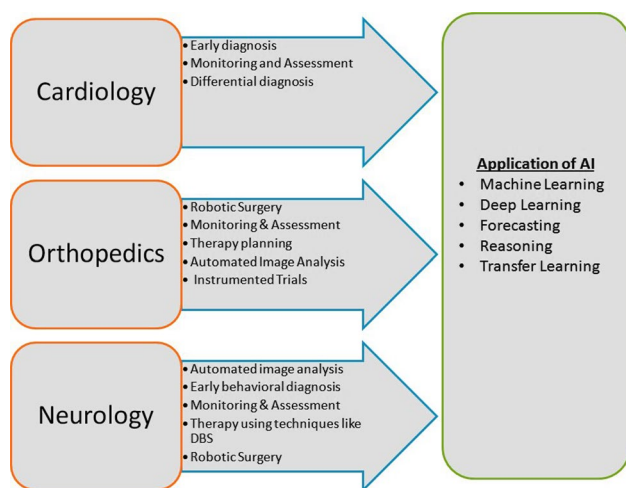 Cardiology
• Early diagnosis
• Monitoring and Assessment
• Differential diagnosis
Orthopedics
• Robotic Surgery
• Monitoring & Assessment
• Therapy planning
• Automated Image Analysis
• Instrumented Trials
Neurology
• Automated image analysis
• Early behavioral diagnosis
• Monitoring & Assessment
• Therapy using techniques like
DBS
• Robotic Surgery
Application of AI
• Machine Learning
• Deep Learning
• Forecasting
• Reasoning
• Transfer Learning